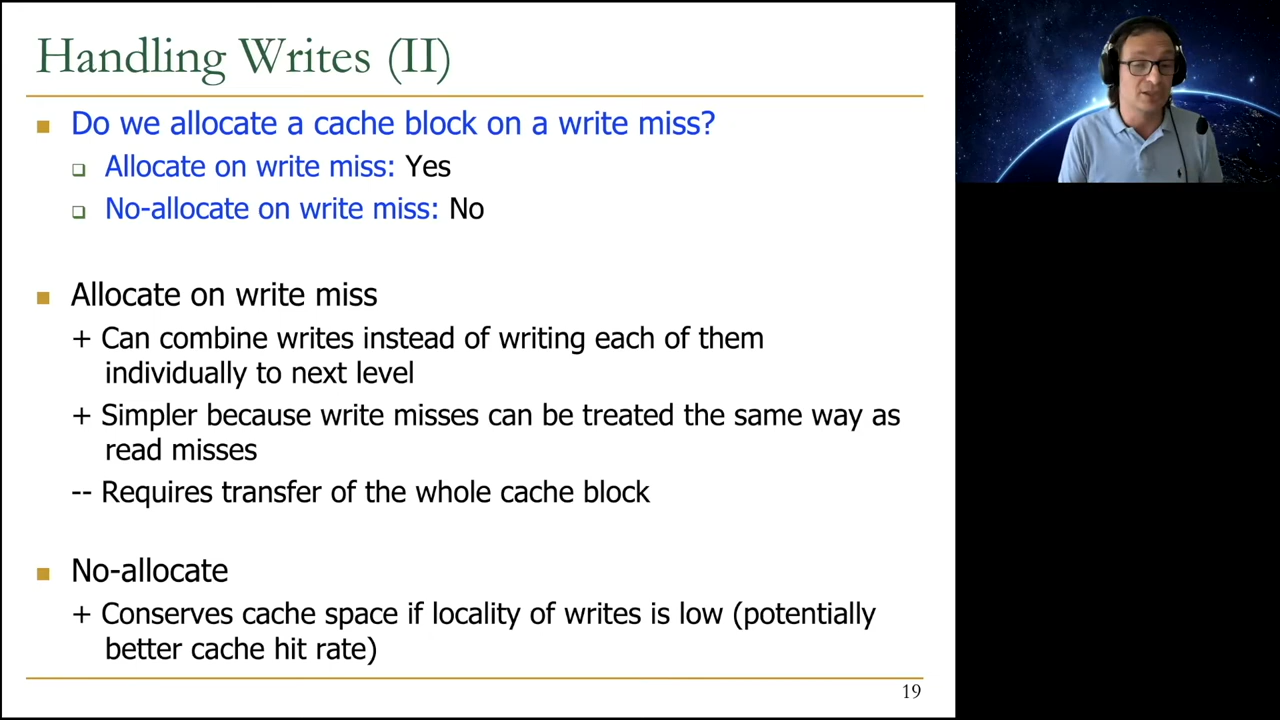 Handling Writes (II)
Do we allocate a cache block on a write miss?
Allocate on write miss: Yes
No-allocate on write miss: No
Allocate on write miss
+ Can combine writes instead of writing each of them
individually to next level
+ Simpler because write misses can be treated the same way as
read misses
-- Requires transfer of the whole cache block
No-allocate
+ Conserves cache space if locality of writes is low (potentially
better cache hit rate)
19